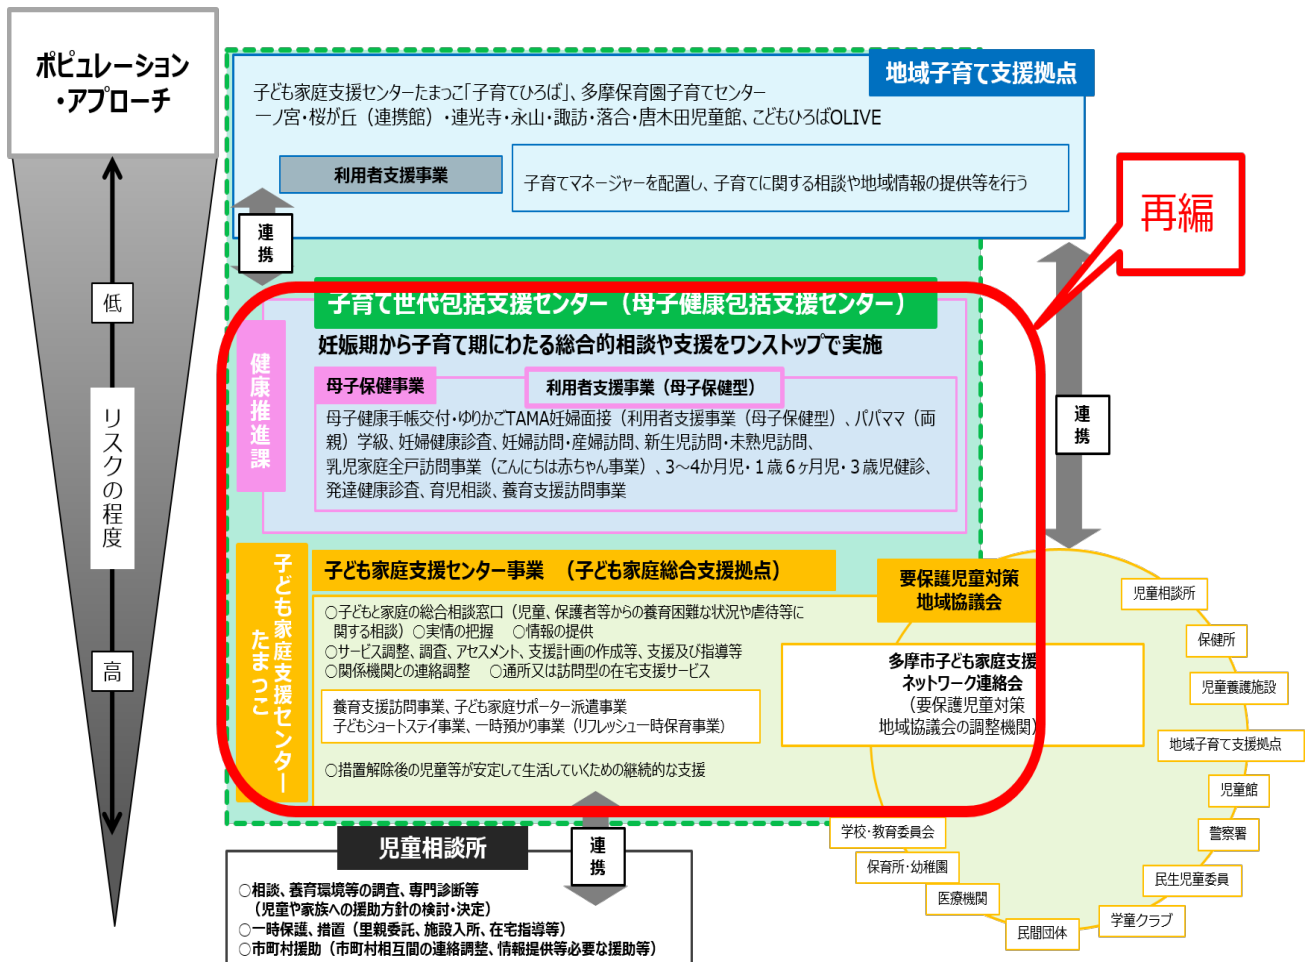 ポピュレーション
・アプローチ
低
リスクの程度
高
地域子育て支援拠点
子ども家庭支援センターたまっこ「子育てひろば」、多摩保育園子育てセンター
一ノ宮・桜が丘（連携館）・連光寺・永山・諏訪・落合・唐木田児童館、こどもひろばOLIVE
利用者支援事業
子育てマネージャーを配置し、子育てに関する相談や地域情報の提供等を行う
連携
再編
連携
子育て世代包括支援センター（母子健康包括支援センター）
妊娠期から子育て期にわたる総合的相談や支援をワンストップで実施
健康推進課
母子保健事業
利用者支援事業（母子保健型）
母子健康手帳交付・ゆりかごTAMA妊婦面接（利用者支援事業（母子保健型）、パパママ（両
親）学級、妊婦健康診査、妊婦訪問・産婦訪問、新生児訪問・未熟児訪問、
乳児家庭全戸訪問事業（こんにちは赤ちゃん事業）、3～4か月児・1歳6ヶ月児・3歳児健診、
発達健康診査、育児相談、養育支援訪問事業
子ども家庭支援センター
たまっこ
子ども家庭支援センター事業　（子ども家庭総合支援拠点）
○子どもと家庭の総合相談窓口（児童、保護者等からの養育困難な状況や虐待等に
関する相談）○実情の把握　○情報の提供
○サービス調整、調査、アセスメント、支援計画の作成等、支援及び指導等
○関係機関との連絡調整　○通所又は訪問型の在宅支援サービス
養育支援訪問事業、子ども家庭サポーター派遣事業
子どもショートステイ事業、一時預かり事業（リフレッシュ一時保育事業）
○措置解除後の児童等が安定して生活していくための継続的な支援
要保護児童対策
地域協議会
多摩市子ども家庭支援
ネットワーク連絡会
（要保護児童対策
地域協議会の調整機関）
児童相談所
保健所
児童養護施設
地域子育て支援拠点
児童館
警察署
民生児童委員
学童クラブ
民間団体
医療機関
保育所・幼稚園
学校・教育委員会
連携
児童相談所
○相談、養育環境等の調査、専門診断等
（児童や家族への援助方針の検討・決定）
○一時保護、措置（里親委託、施設入所、在宅指導等）
○市町村援助（市町村相互間の連絡調整、情報提供等必要な援助等）